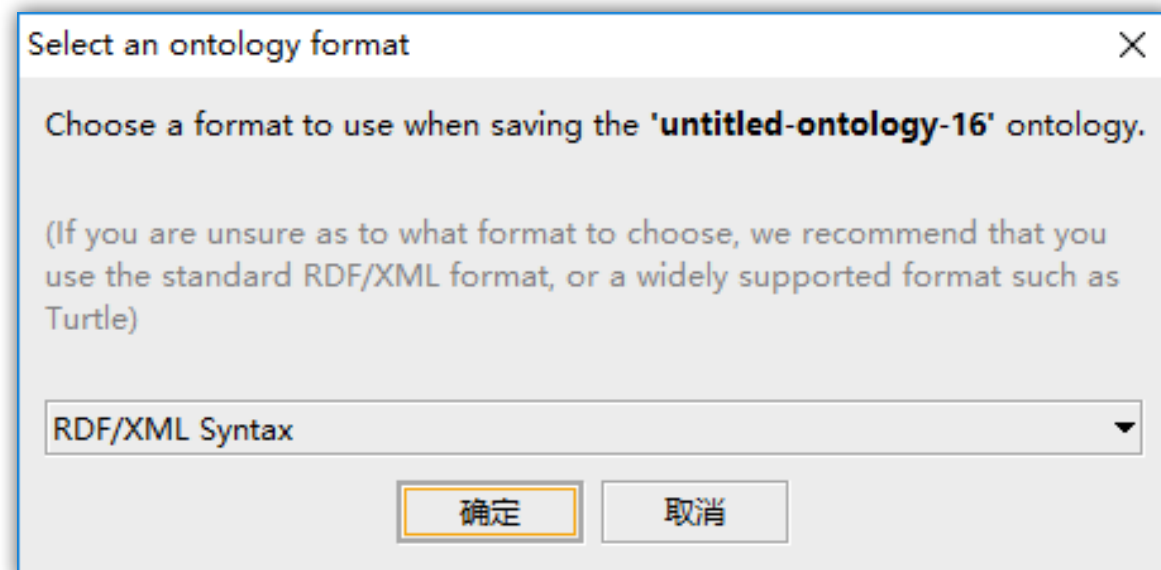 Select an ontology format
Choose a format to use when saving the 'untitled-ontology-16' ontology.
(If you are unsure as to what format to choose, we recommend that you
use the standard RDF/XML format, or a widely supported format such as
Turtle)
RDF/XML Syntax
确定 取消